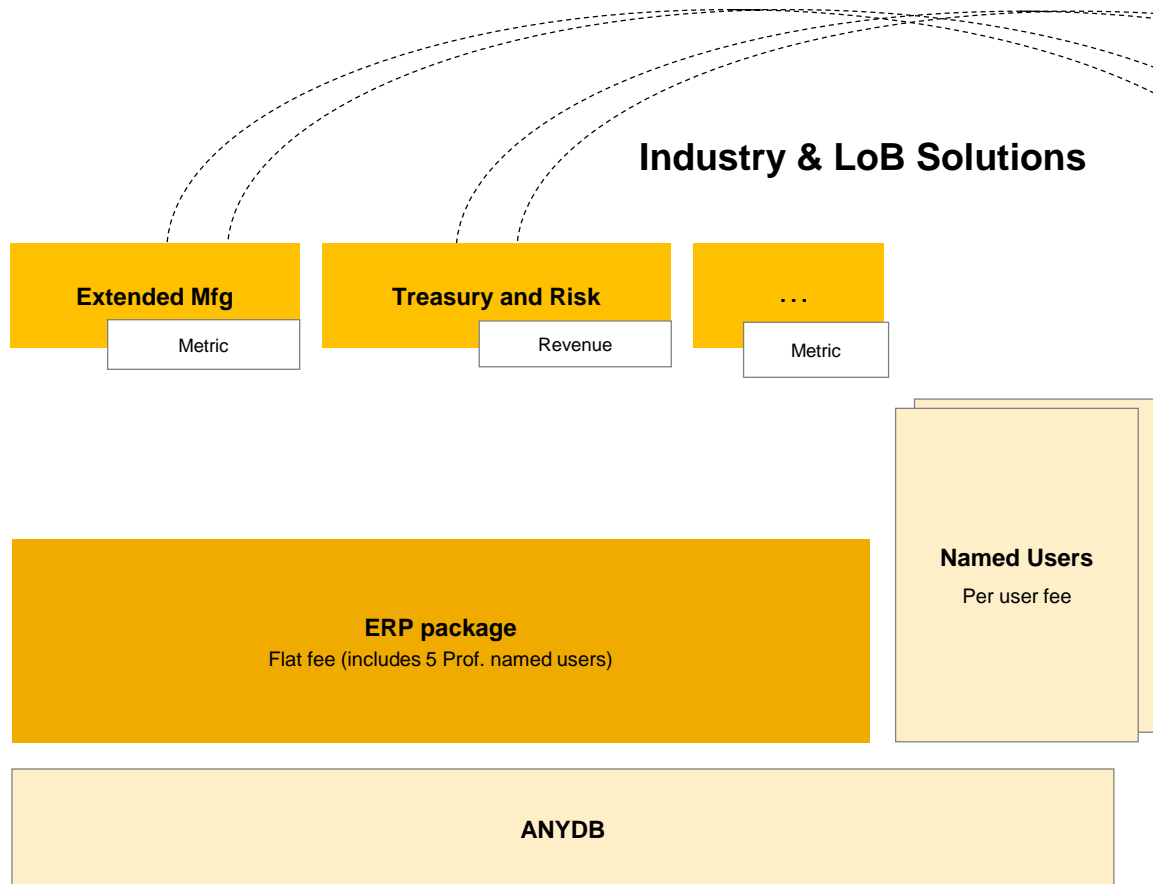 Industry & LoB Solutions
Extended Mfg
Metric
Treasury and Risk
Revenue
...
Metric
Named Users
Per user fee
ERP package
Flat fee (includes 5 Prof. named users)
ANYDB